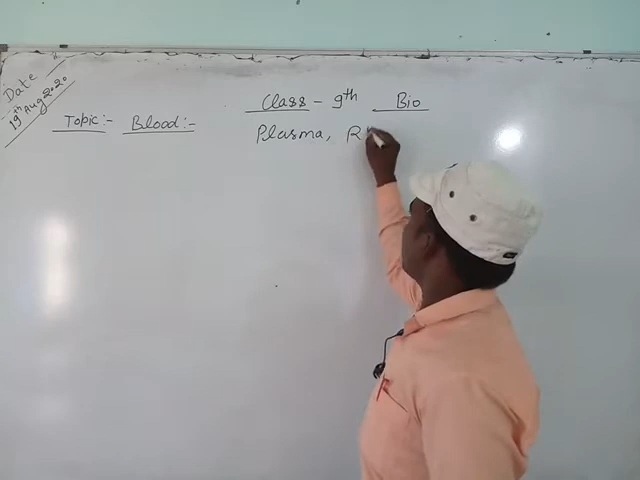 Date
19th Aug 2020
Class - 9th Bio
Topic :- Blood :-
Plasma, R